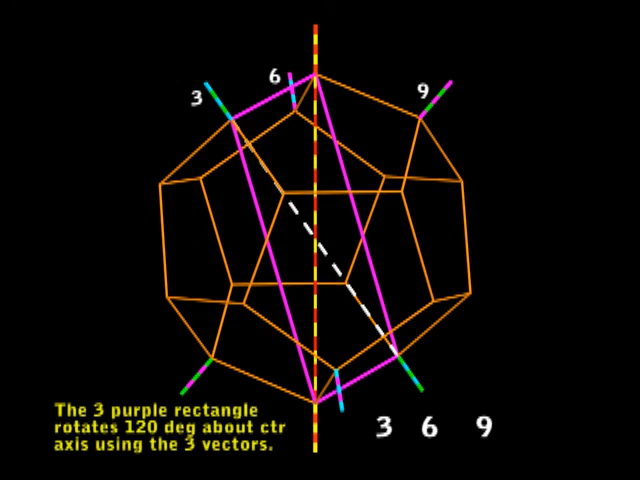 6
3
9
The 3 purple rectangle
rotates 120 deg about ctr
axis using the 3 vectors.
3 6 9